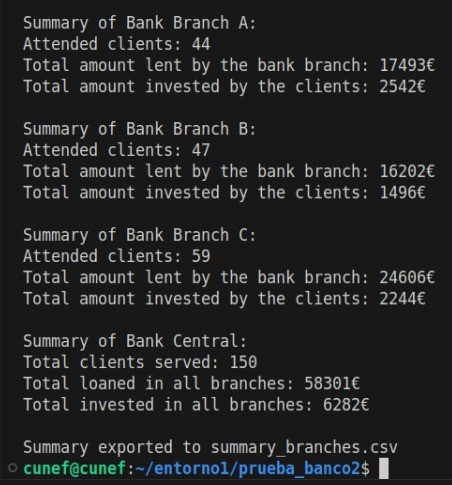 Summary of Bank Branch A:
Attended clients: 44
Total amount lent by the bank branch: 17493€
Total amount invested by the clients: 2542€
Summary of Bank Branch B:
Attended clients: 47
Total amount lent by the bank branch: 16202€
Total amount invested by the clients: 1496€
Summary of Bank Branch C:
Attended clients: 59
Total amount lent by the bank branch: 24606€
Total amount invested by the clients: 2244€
Summary of Bank Central:
Total clients served: 150
Total loaned in all branches: 58301€
Total invested in all branches: 6282€
Summary exported to summary_branches.csv
cunef@cunef:~/entorno1/prueba_banco2$